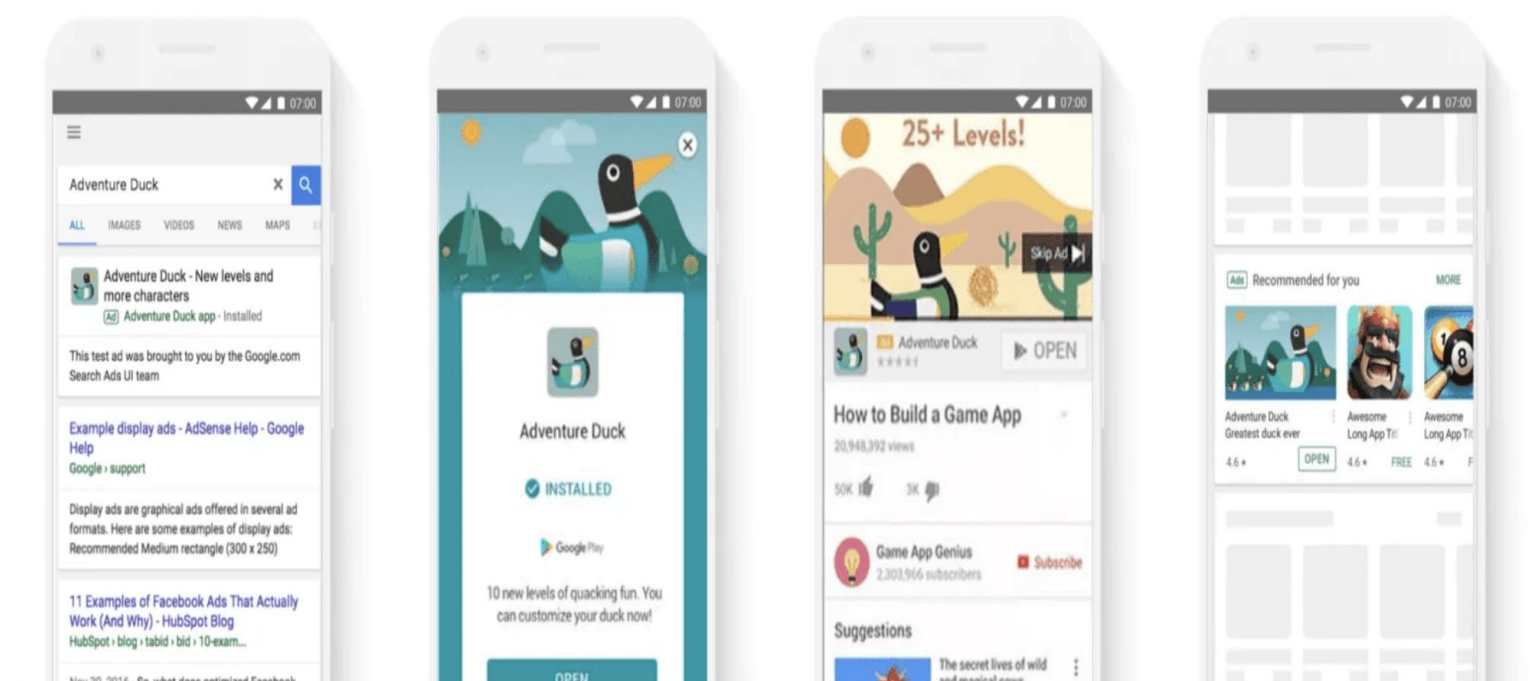 07:00
Adventure Duck
ALL IMAGES VIDEOS NEWS MAPS
Adventure Duck - New levels and
more characters
Ad Adventure Duck app - Installed
This test ad was brought to you by the Google.com
Search Ads UI team
Example display ads - AdSense Help - Google
Help
Google › support
Display ads are graphical ads offered in several ad
formats. Here are some examples of display ads:
Recommended Medium rectangle (300 x 250)
11 Examples of Facebook Ads That Actually
Work (And Why) - HubSpot Blog
HubSpot › blog › tabid › bid › 10-exam...
07:00
Adventure Duck
INSTALLED
Google Play
10 new levels of quacking fun. You
can customize your duck now!
OPEN
07:00
25+ Levels!
Skip Ad
Ad Adventure Duck
OPEN
How to Build a Game App
20,948,392 views
50K 3K
Game App Genius
2,303,966 subscribers
Subscribe
Suggestions
The secret lives of wild
and magical cows
07:00
Ads Recommended for you MORE
1 8
Adventure Duck
Greatest duck ever
4.6 OPEN
Awesome
Long App Tit
4.6 FREE
Awesome
Long App Tit
4.6 F